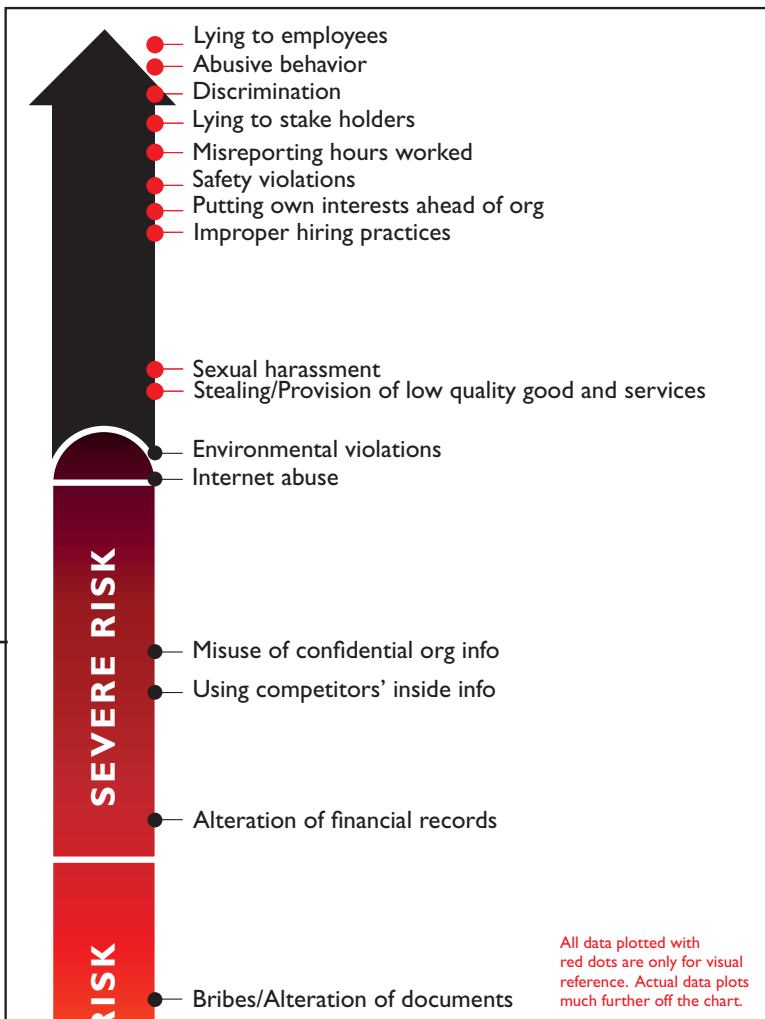 Lying to employees
Abusive behavior
Discrimination
Lying to stake holders
Misreporting hours worked
Safety violations
Putting own interests ahead of org
Improper hiring practices
Sexual harassment
Stealing/Provision of low quality good and services
Environmental violations
Internet abuse
SEVERE RISK
Misuse of confidential org info
Using competitors’ inside info
Alteration of financial records
RISK
Bribes/Alteration of documents
All data plotted with
red dots are only for visual
reference. Actual data plots
much further off the chart.